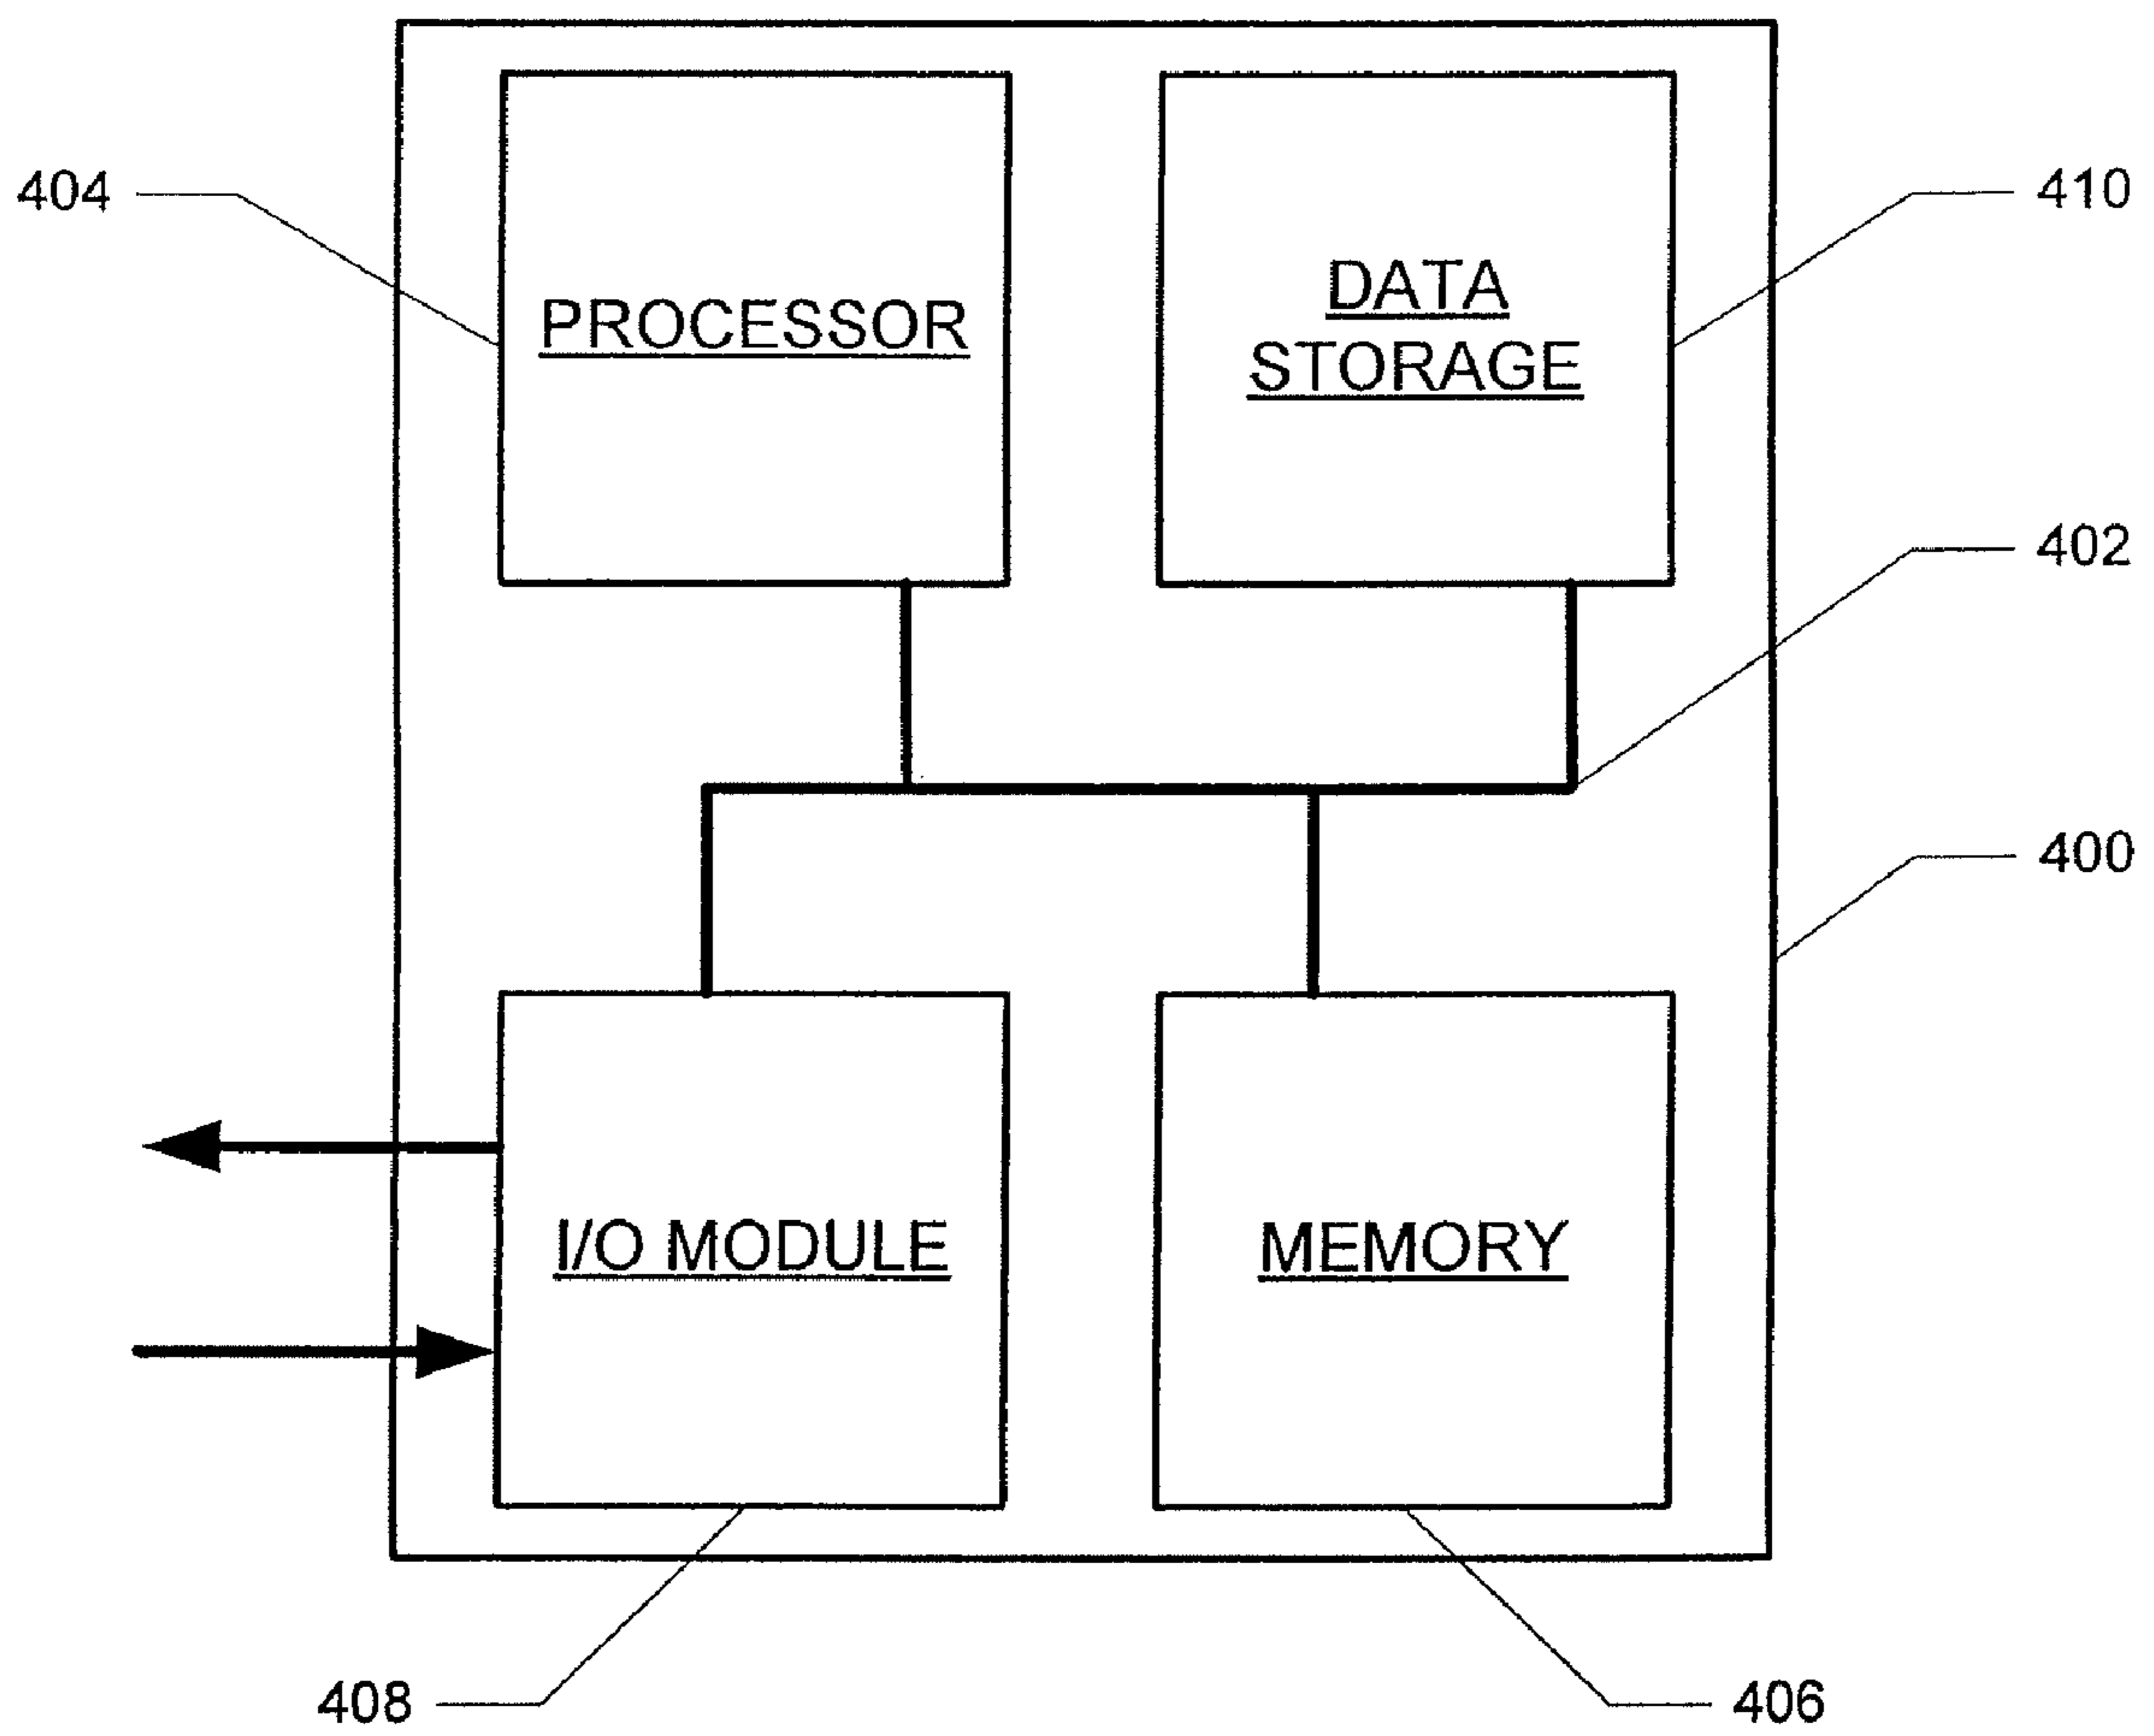 404
PROCESSOR
DATA
STORAGE
410
402
400
I/O MODULE
MEMORY
408
406